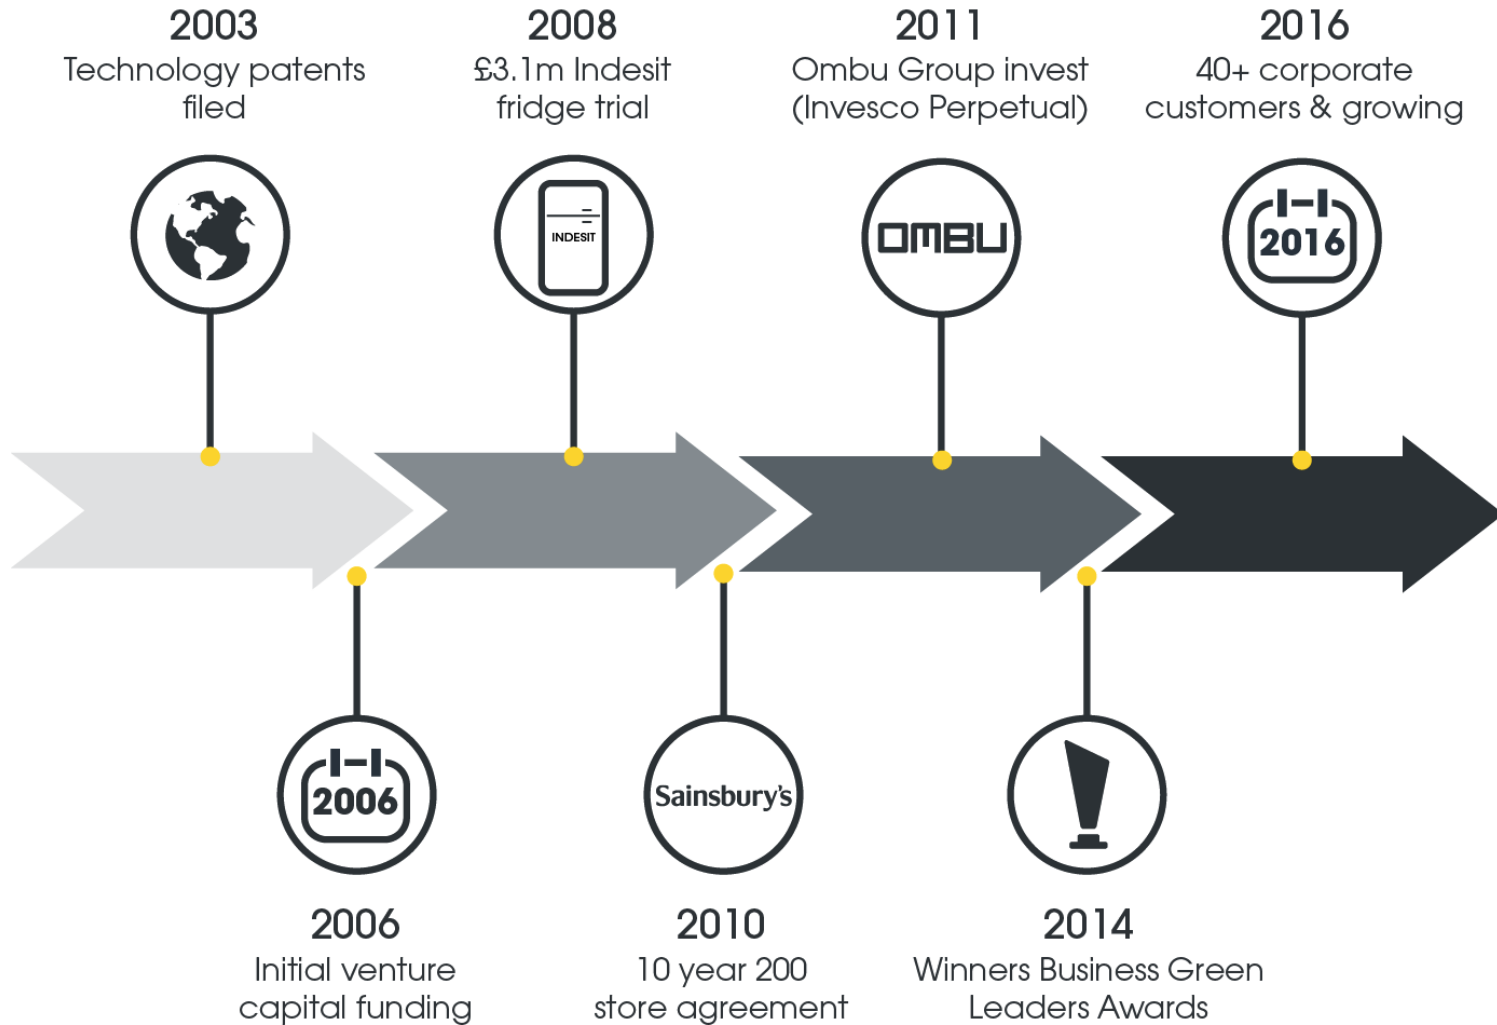 2003
Technology patents
filed
2008
£3.1m Indesit
fridge trial
2011
Ombu Group invest
(Invesco Perpetual)
2016
40+ corporate
customers & growing
INDESIT
OMBU
2016
2006
Sainsbury's
2006
Initial venture
capital funding
2010
10 year 200
store agreement
2014
Winners Business Green
Leaders Awards